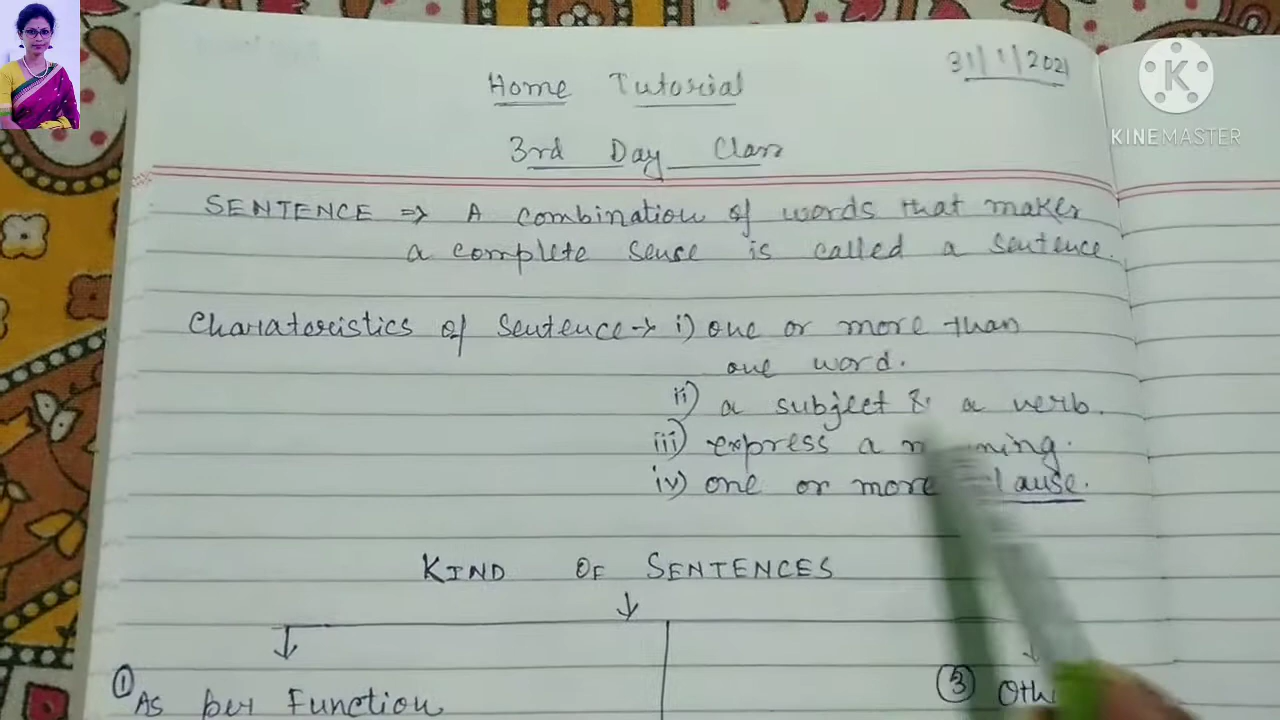 Home Tutorial
31/1/2021
KINEMASTER
3rd Day Class
SENTENCE ⇒ A combination of words that makes
a complete sense is called a sentence.
Charatoristics of sentence → i) one or more than
one word.
ii) a subject & a verb.
iii) express a
iv) one or more
KIND OF SENTENCES
① As per Function
③